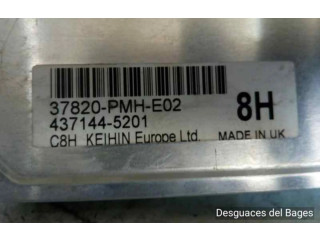 37820-PMH-E02
437144-5201
8H
C8H KEIHIN Europe Ltd. MADE IN UK
Desguaces del Bages